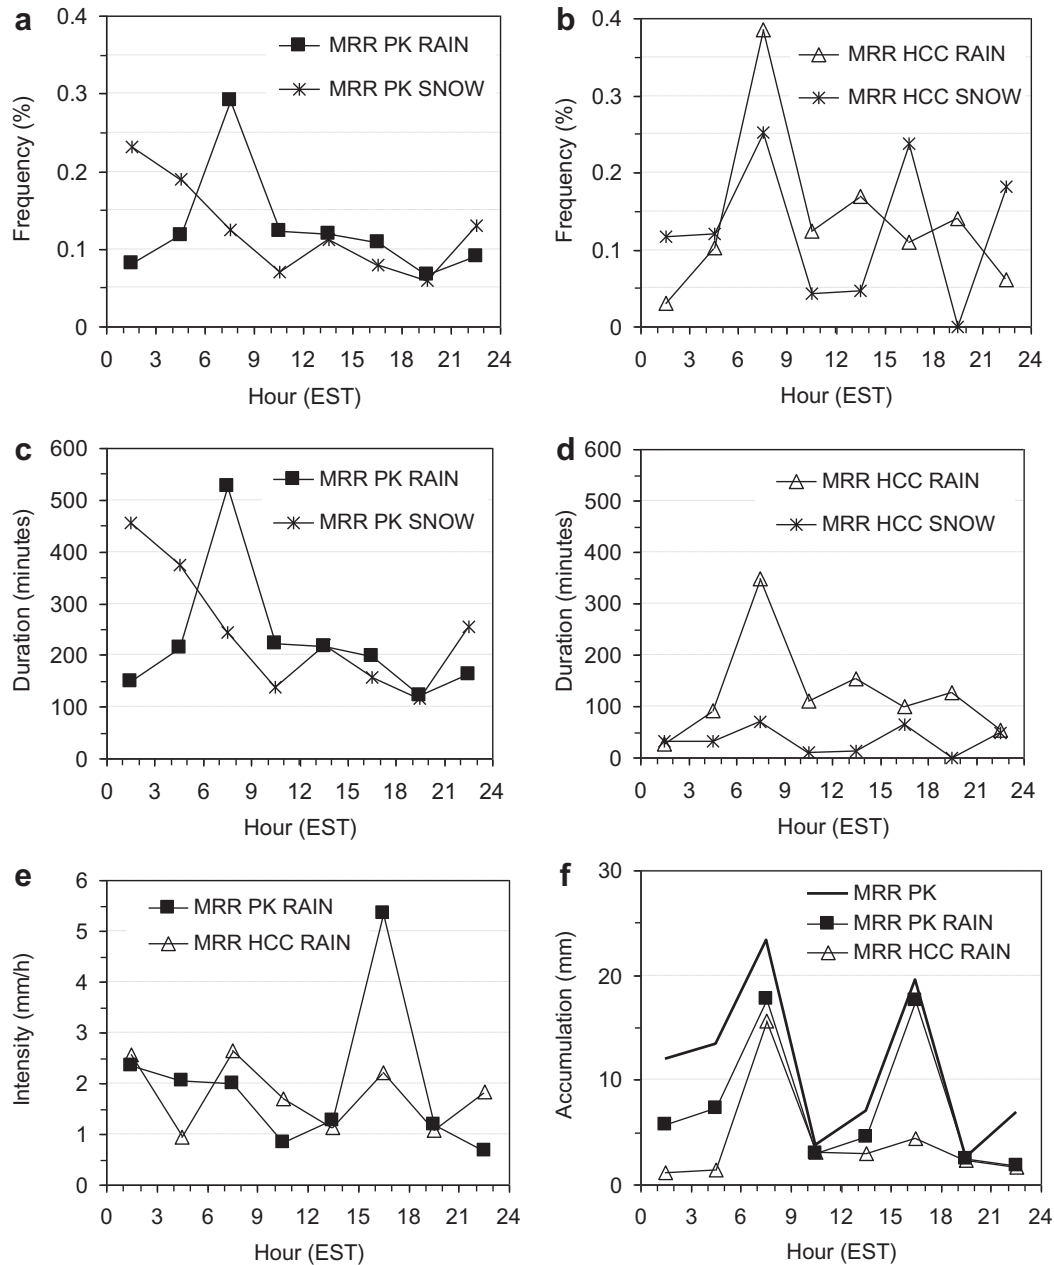 a
0.4
0.3
0.2
0.1
0
Frequency (%)
MRR PK RAIN
MRR PK SNOW
0 3 6 9 12 15 18 21 24
Hour (EST)
b
0.4
0.3
0.2
0.1
0
Frequency (%)
MRR HCC RAIN
MRR HCC SNOW
0 3 6 9 12 15 18 21 24
Hour (EST)
c
600
500
400
300
200
100
0
Duration (minutes)
MRR PK RAIN
MRR PK SNOW
0 3 6 9 12 15 18 21 24
Hour (EST)
d
600
500
400
300
200
100
0
Duration (minutes)
MRR HCC RAIN
MRR HCC SNOW
0 3 6 9 12 15 18 21 24
Hour (EST)
e
6
5
4
3
2
1
0
Intensity (mm/h)
MRR PK RAIN
MRR HCC RAIN
0 3 6 9 12 15 18 21 24
Hour (EST)
f
30
20
10
0
Accumulation (mm)
MRR PK
MRR PK RAIN
MRR HCC RAIN
0 3 6 9 12 15 18 21 24
Hour (EST)